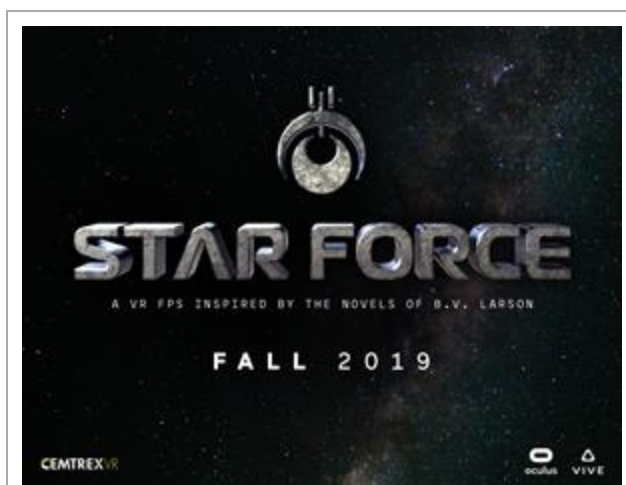 STAR FORCE
A VR FPS INSPIRED BY THE NOVELS OF B.V. LARSON
FALL 2019
CEMTREXVR
oculus VIVE